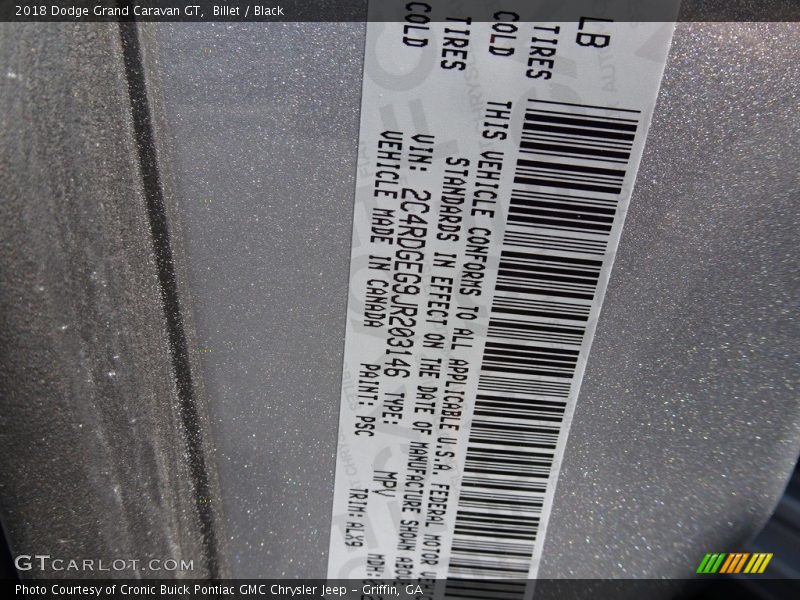 2018 Dodge Grand Caravan GT, Billet / Black
LB
TIRES
COLD
TIRES
COLD
THIS VEHICLE CONFORMS TO ALL APPLICABLE U.S.A. FEDERAL MOTOR
STANDARDS IN EFFECT ON THE DATE OF MANUFACTURE SHOWN
VIN: 2C4RDGEG9JR203146 TYPE: MPV
VEHICLE MADE IN CANADA PAINT: PSC TRIM: ALX9
GTCARLOT.COM
Photo Courtesy of Cronic Buick Pontiac GMC Chrysler Jeep - Griffin, GA